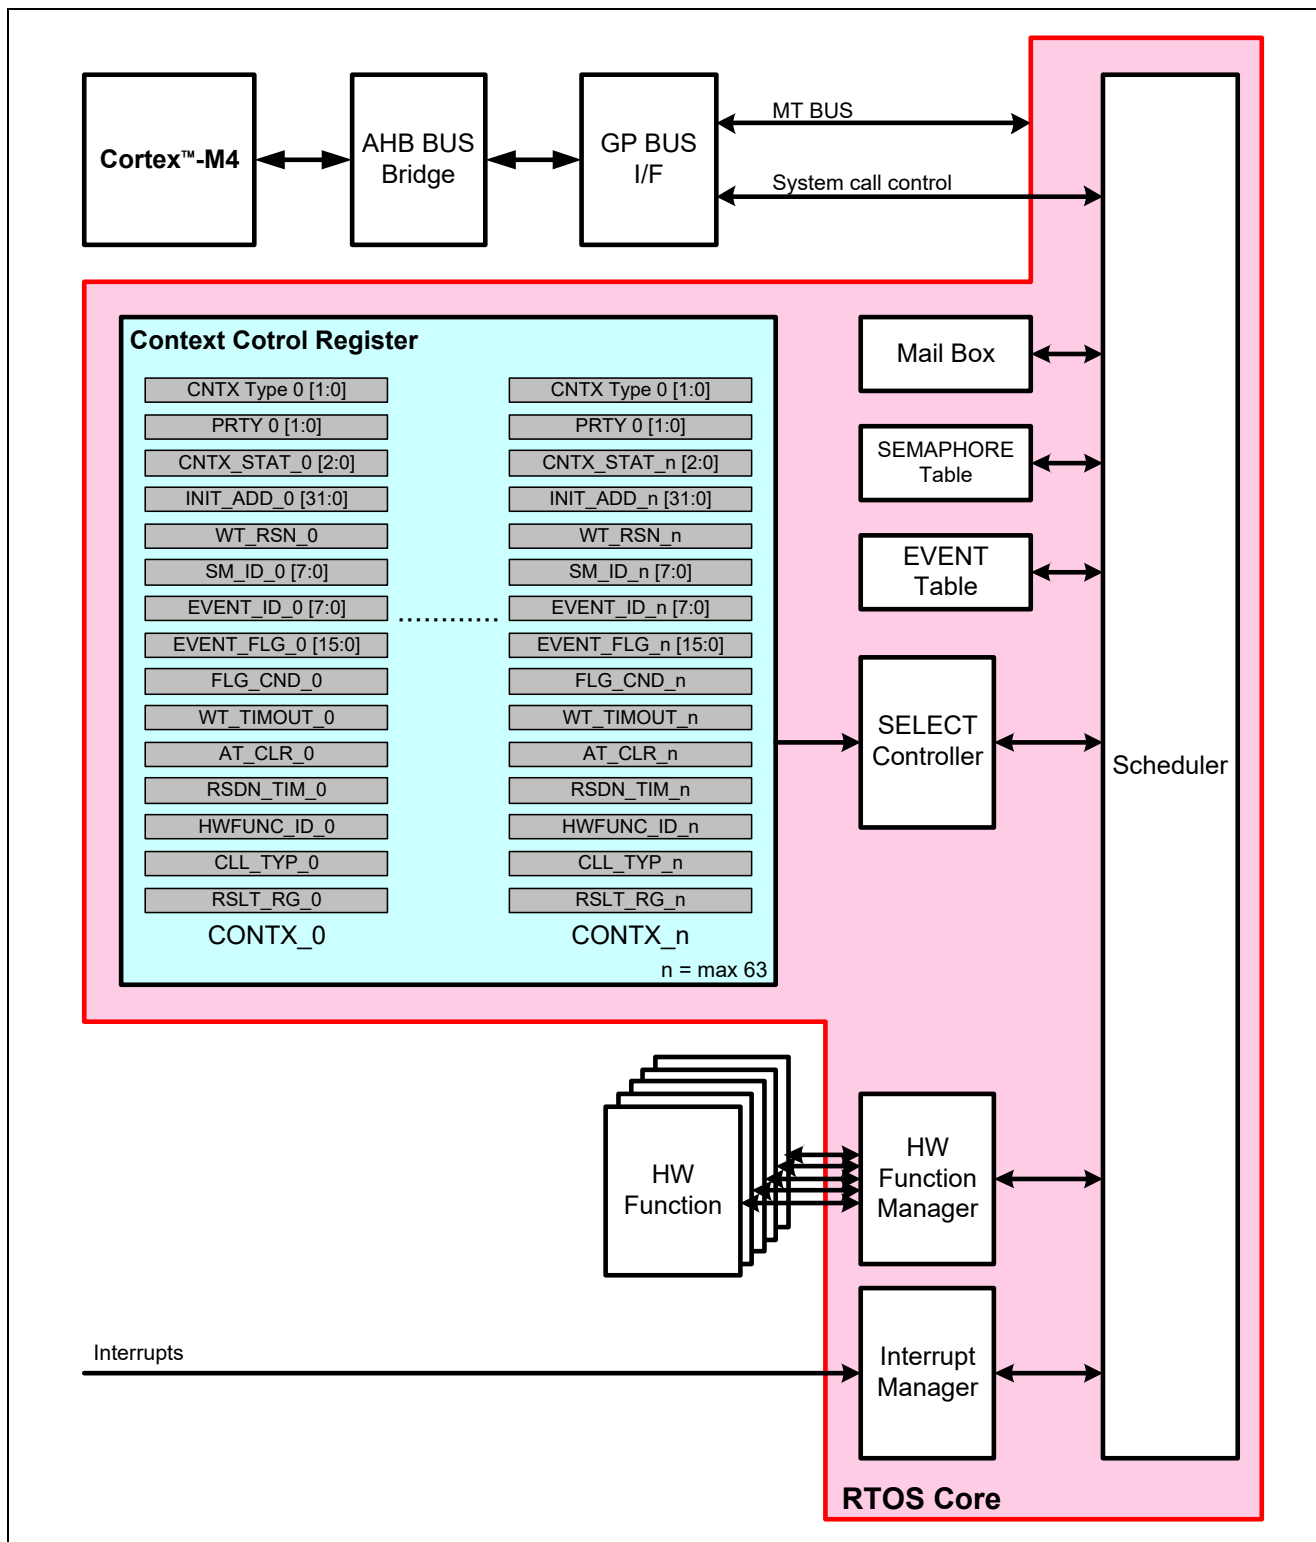 Cortex™-M4
AHB BUS
Bridge
GP BUS
I/F
MT BUS
System call control
Context Cotrol Register
CNTX Type 0 [1:0]
PRTY 0 [1:0]
CNTX_STAT_0 [2:0]
INIT_ADD_0 [31:0]
WT_RSN_0
SM_ID_0 [7:0]
EVENT_ID_0 [7:0]
EVENT_FLG_0 [15:0]
FLG_CND_0
WT_TIMOUT_0
AT_CLR_0
RSDN_TIM_0
HWFUNC_ID_0
CLL_TYP_0
RSLT_RG_0
CONTX_0
............
CNTX Type 0 [1:0]
PRTY 0 [1:0]
CNTX_STAT_n [2:0]
INIT_ADD_n [31:0]
WT_RSN_n
SM_ID_n [7:0]
EVENT_ID_n [7:0]
EVENT_FLG_n [15:0]
FLG_CND_n
WT_TIMOUT_n
AT_CLR_n
RSDN_TIM_n
HWFUNC_ID_n
CLL_TYP_n
RSLT_RG_n
CONTX_n
n = max 63
Mail Box
SEMAPHORE
Table
EVENT
Table
SELECT
Controller
Scheduler
HW
Function
HW
Function
Manager
Interrupts
Interrupt
Manager
RTOS Core